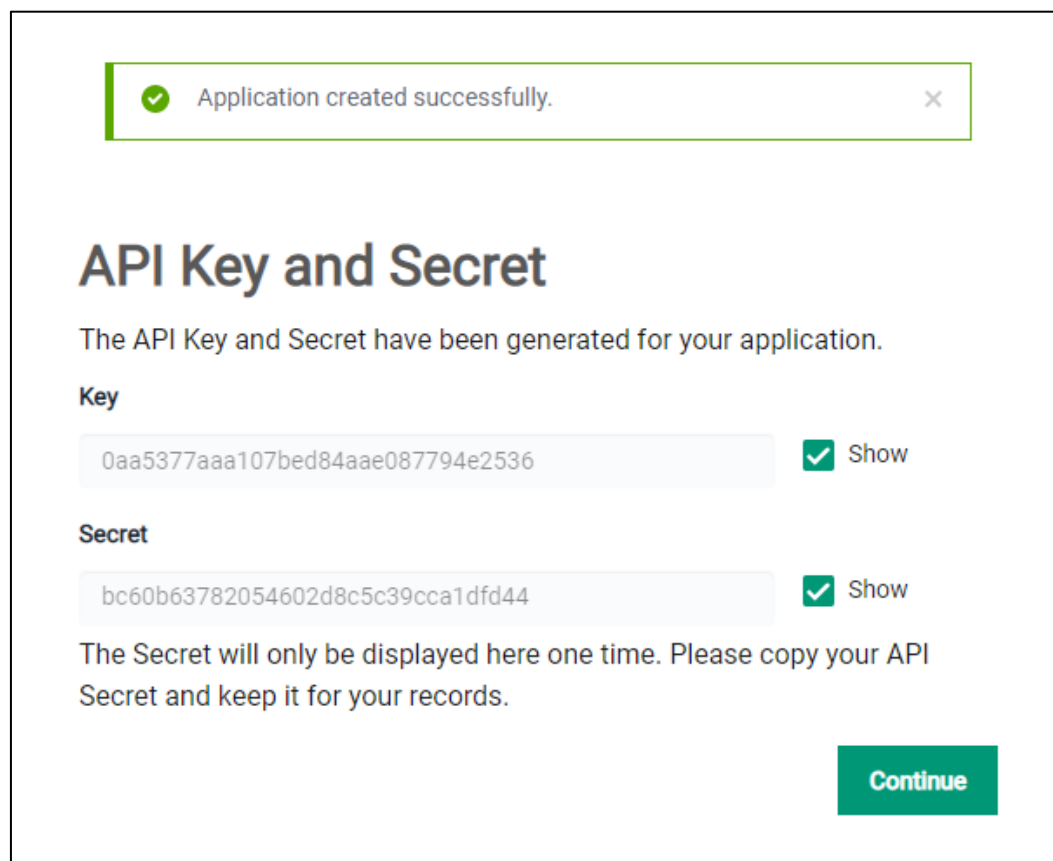 Application created successfully.
API Key and Secret
The API Key and Secret have been generated for your application.
Key
0aa5377aaa107bed84aae087794e2536
Show
Secret
bc60b63782054602d8c5c39cca1dfd44
Show
The Secret will only be displayed here one time. Please copy your API
Secret and keep it for your records.
Continue